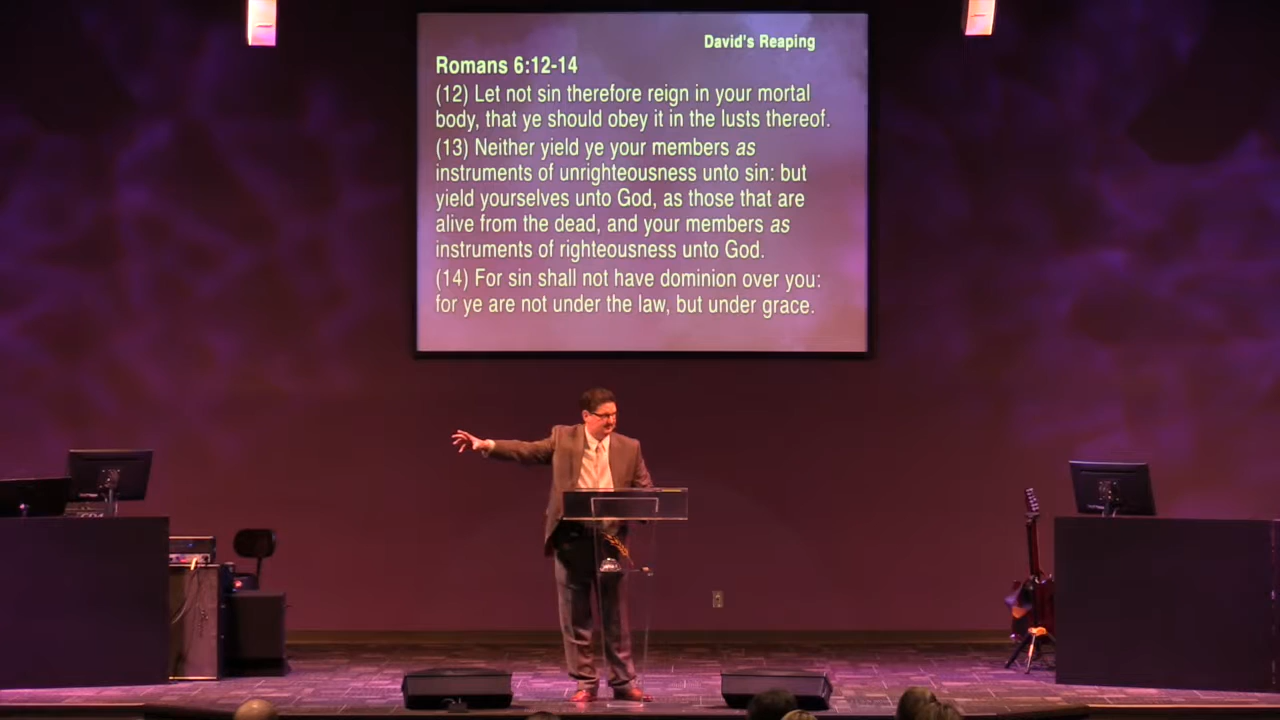 David's Reaping
Romans 6:12-14
(12) Let not sin therefore reign in your mortal
body, that ye should obey it in the lusts thereof.
(13) Neither yield ye your members as
instruments of unrighteousness unto sin: but
yield yourselves unto God, as those that are
alive from the dead, and your members as
instruments of righteousness unto God.
(14) For sin shall not have dominion over you:
for ye are not under the law, but under grace.